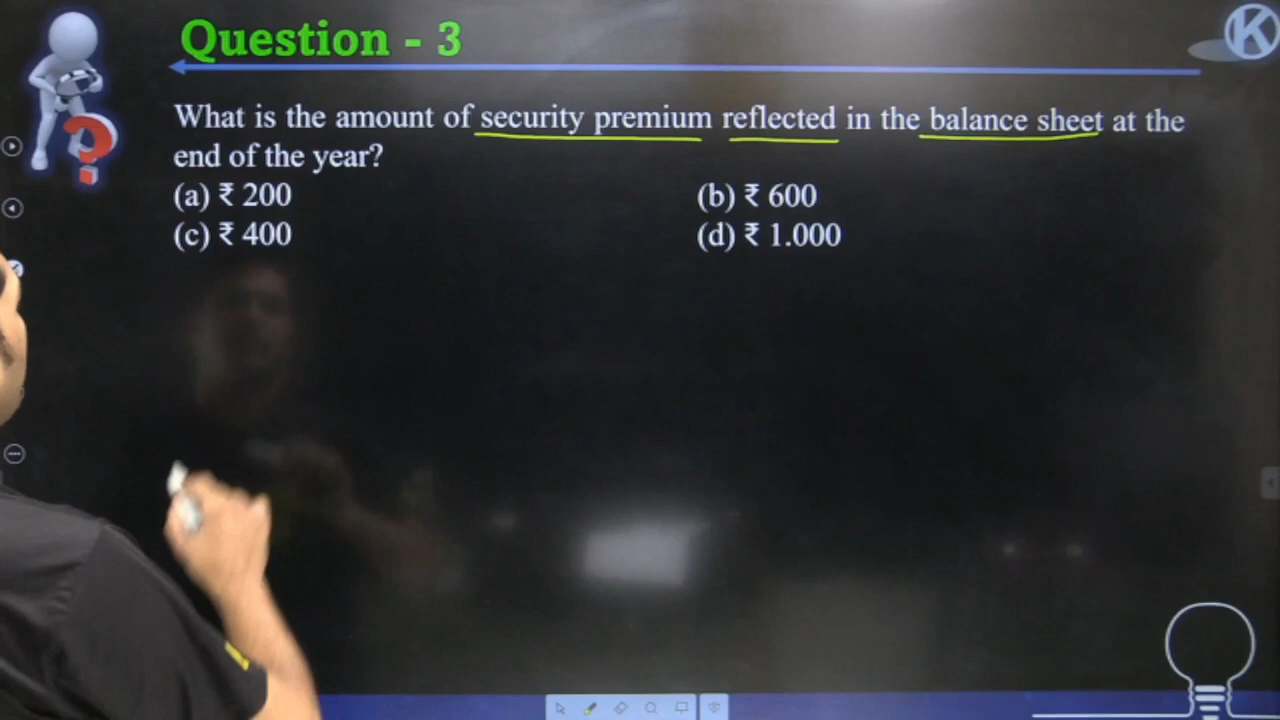 Question - 3
K
What is the amount of security premium reflected in the balance sheet at the
end of the year?
(a) ₹ 200
(b) ₹ 600
(c) ₹ 400
(d) ₹ 1.000